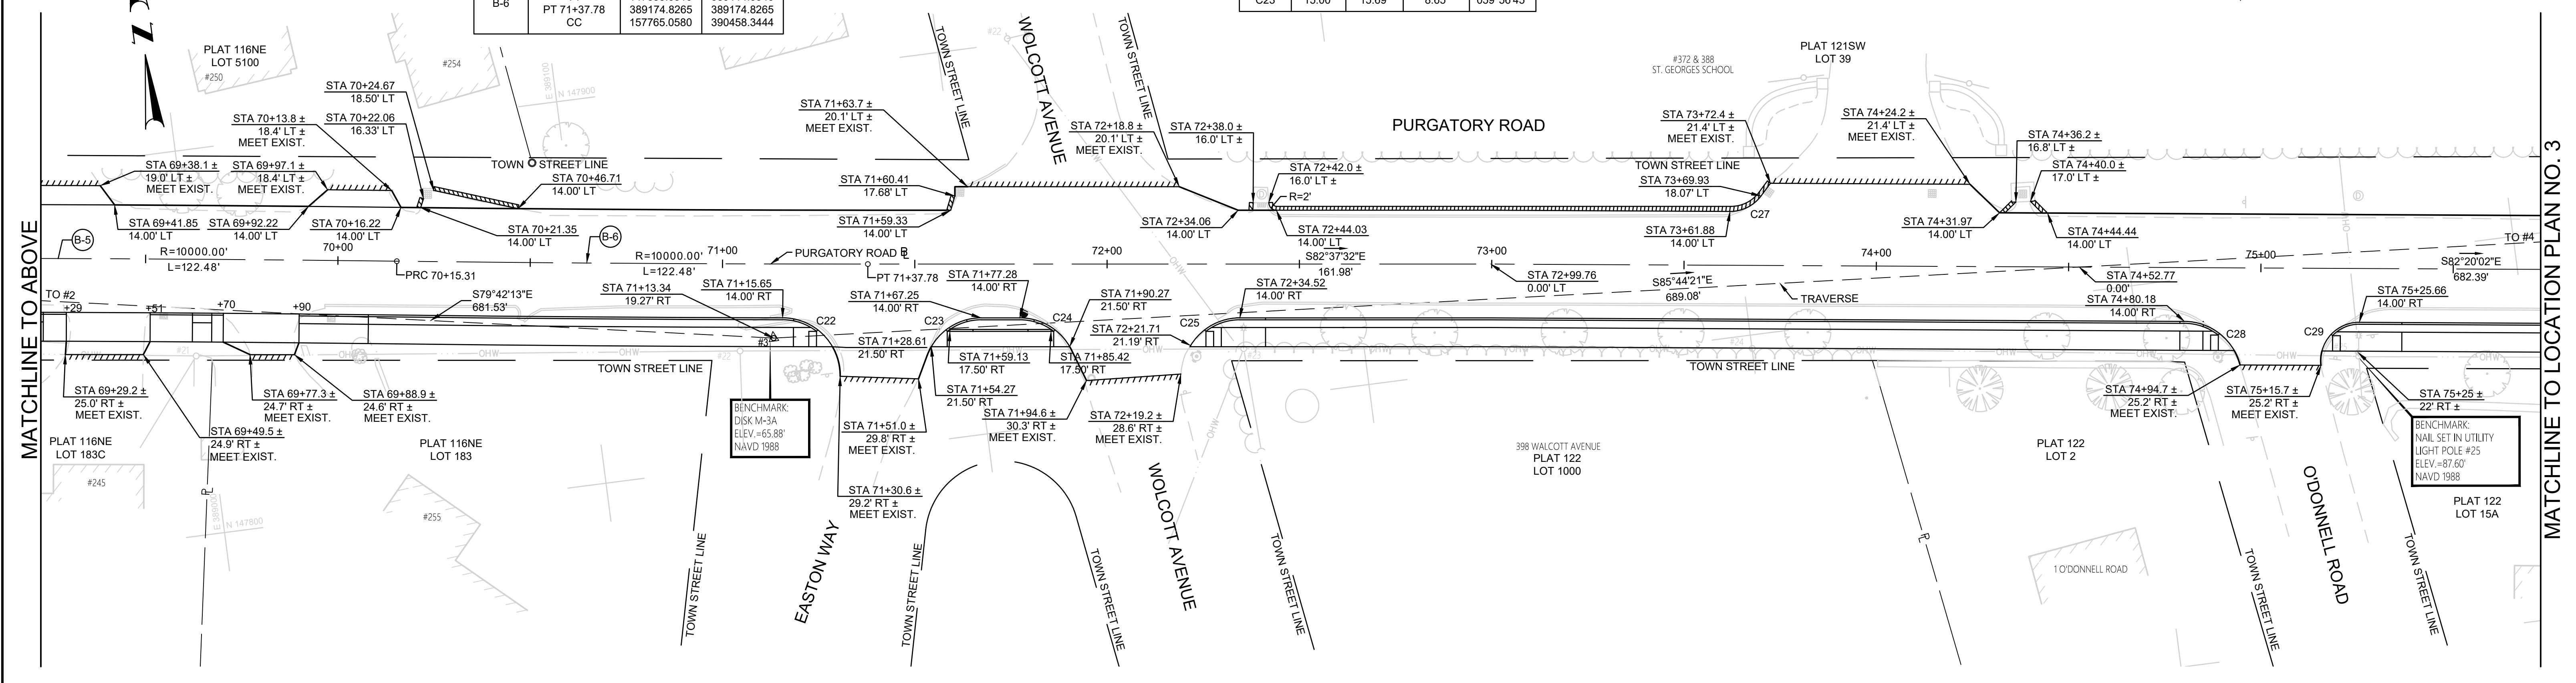 B-6
PT 71+37.78
389174.8265
389174.8265
CC
157765.0580
390458.3444
C23
PLAT 116NE
LOT 5100
#250
#254
E 389100
N 147900
#22
WOLCOTT AVENUE
TOWN STREET LINE
TOWN STREET LINE
PURGATORY ROAD
#372 & 388
ST. GEORGES SCHOOL
PLAT 121SW
LOT 39
STA 70+24.67
18.50' LT
STA 70+13.8 ±
18.4' LT ±
MEET EXIST.
STA 70+22.06
16.33' LT
STA 71+63.7 ±
20.1' LT ±
MEET EXIST.
STA 72+18.8 ±
20.1' LT ±
MEET EXIST.
STA 72+38.0 ±
16.0' LT ±
STA 73+72.4 ±
21.4' LT ±
MEET EXIST.
STA 74+24.2 ±
21.4' LT ±
MEET EXIST.
STA 74+36.2 ±
16.8' LT ±
STA 69+38.1 ±
19.0' LT ±
MEET EXIST.
STA 69+97.1 ±
18.4' LT ±
MEET EXIST.
TOWN STREET LINE
STA 70+46.71
14.00' LT
STA 71+60.41
17.68' LT
STA 72+42.0 ±
16.0' LT ±
R=2'
TOWN STREET LINE
STA 73+69.93
18.07' LT
C27
STA 74+40.0 ±
17.0' LT ±
STA 69+41.85
14.00' LT
STA 69+92.22
14.00' LT
STA 70+16.22
14.00' LT
STA 70+21.35
14.00' LT
STA 71+59.33
14.00' LT
STA 72+34.06
14.00' LT
STA 72+44.03
14.00' LT
STA 73+61.88
14.00' LT
STA 74+31.97
14.00' LT
STA 74+44.44
14.00' LT
MATCHLINE TO ABOVE
B-5
R=10000.00'
L=122.48'
70+00
PRC 70+15.31
B-6
R=10000.00'
L=122.48'
71+00
PURGATORY ROAD
PT 71+37.78
72+00
OHW
S82°37'32"E
161.98'
73+00
STA 72+99.76
0.00' LT
S85°44'21"E
689.08'
TRAVERSE
74+00
STA 74+52.77
0.00'
75+00
TO #4
S82°20'02"E
682.39'
MATCHLINE TO LOCATION PLAN NO. 3
TO #2
+29
+51
+70
+90
S79°42'13"E
681.53'
STA 71+13.34
19.27' RT
STA 71+15.65
14.00' RT
STA 71+67.25
14.00' RT
STA 71+77.28
14.00' RT
STA 71+90.27
21.50' RT
STA 72+34.52
14.00' RT
STA 74+80.18
14.00' RT
STA 75+25.66
14.00' RT
C22
C23
C24
C25
C28
C29
#3
STA 71+28.61
21.50' RT
STA 72+21.71
21.19' RT
STA 71+59.13
17.50' RT
STA 71+85.42
17.50' RT
#21
OHW
OHW
#22
OHW
#24
OHW
OHW
TOWN STREET LINE
TOWN STREET LINE
STA 69+29.2 ±
25.0' RT ±
MEET EXIST.
STA 69+77.3 ±
24.7' RT ±
MEET EXIST.
STA 69+88.9 ±
24.6' RT ±
MEET EXIST.
STA 71+54.27
21.50' RT
STA 74+94.7 ±
25.2' RT ±
MEET EXIST.
STA 75+15.7 ±
25.2' RT ±
MEET EXIST.
STA 75+25 ±
22' RT ±
STA 69+49.5 ±
24.9' RT ±
MEET EXIST.
BENCHMARK:
DISK M-3A
ELEV.=65.88'
NAVD 1988
STA 71+51.0 ±
29.8' RT ±
MEET EXIST.
STA 71+94.6 ±
30.3' RT ±
MEET EXIST.
STA 72+19.2 ±
28.6' RT ±
MEET EXIST.
OHW
BENCHMARK:
NAIL SET IN UTILITY
LIGHT POLE #25
ELEV.=87.60'
NAVD 1988
PLAT 116NE
LOT 183C
PLAT 116NE
LOT 183
398 WALCOTT AVENUE
PLAT 122
LOT 1000
PLAT 122
LOT 2
#245
#255
E 389000
N 147800
STA 71+30.6 ±
29.2' RT ±
MEET EXIST.
PLAT 122
LOT 15A
TOWN STREET LINE
EASTON WAY
TOWN STREET LINE
TOWN STREET LINE
WOLCOTT AVENUE
TOWN STREET LINE
1 O'DONNELL ROAD
TOWN STREET LINE
O'DONNELL ROAD
TOWN STREET LINE